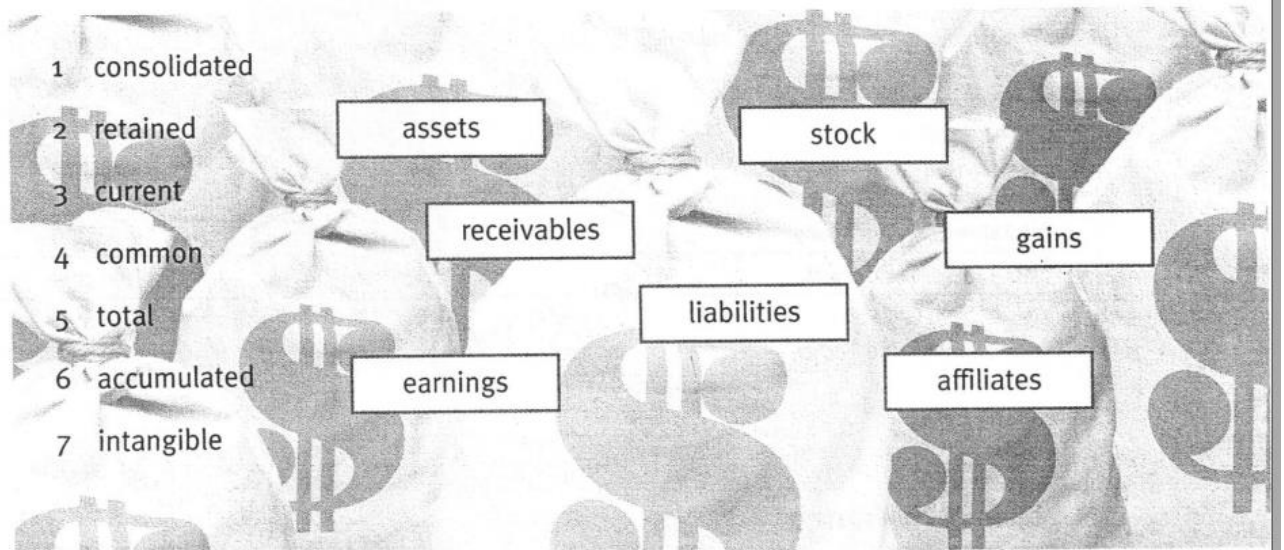 1 consolidated
2 retained
3 current
4 common
5 total
6 accumulated
7 intangible
assets
stock
receivables
gains
liabilities
earnings
affiliates